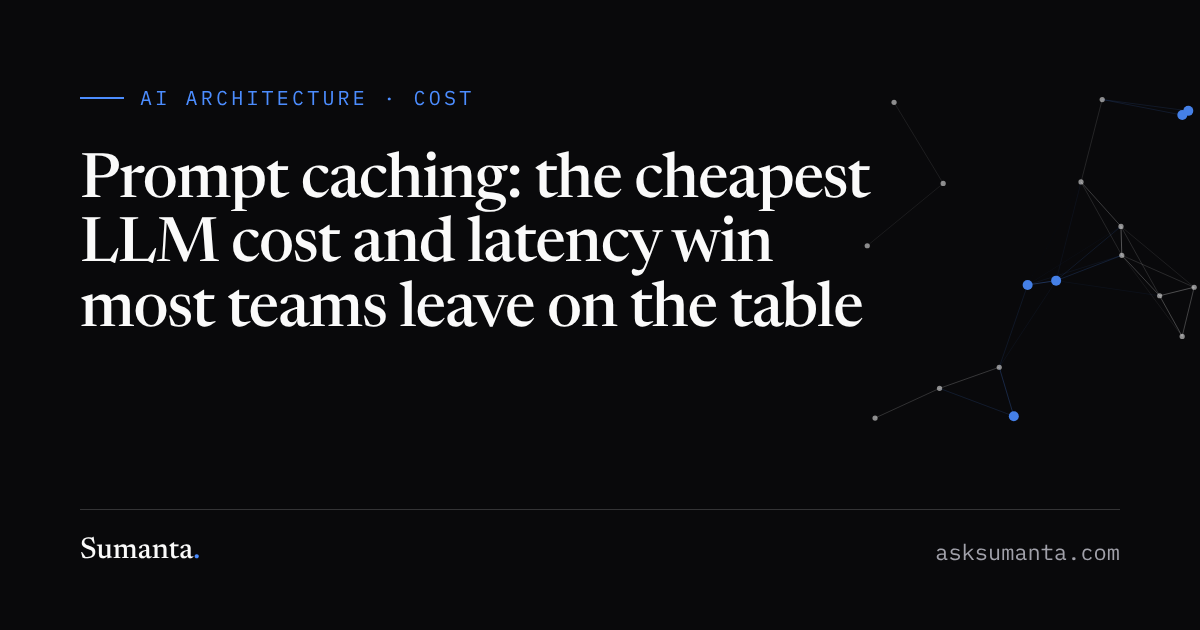 AI ARCHITECTURE · COST
Prompt caching: the cheapest
LLM cost and latency win
most teams leave on the table
Sumanta.
asksumanta.com